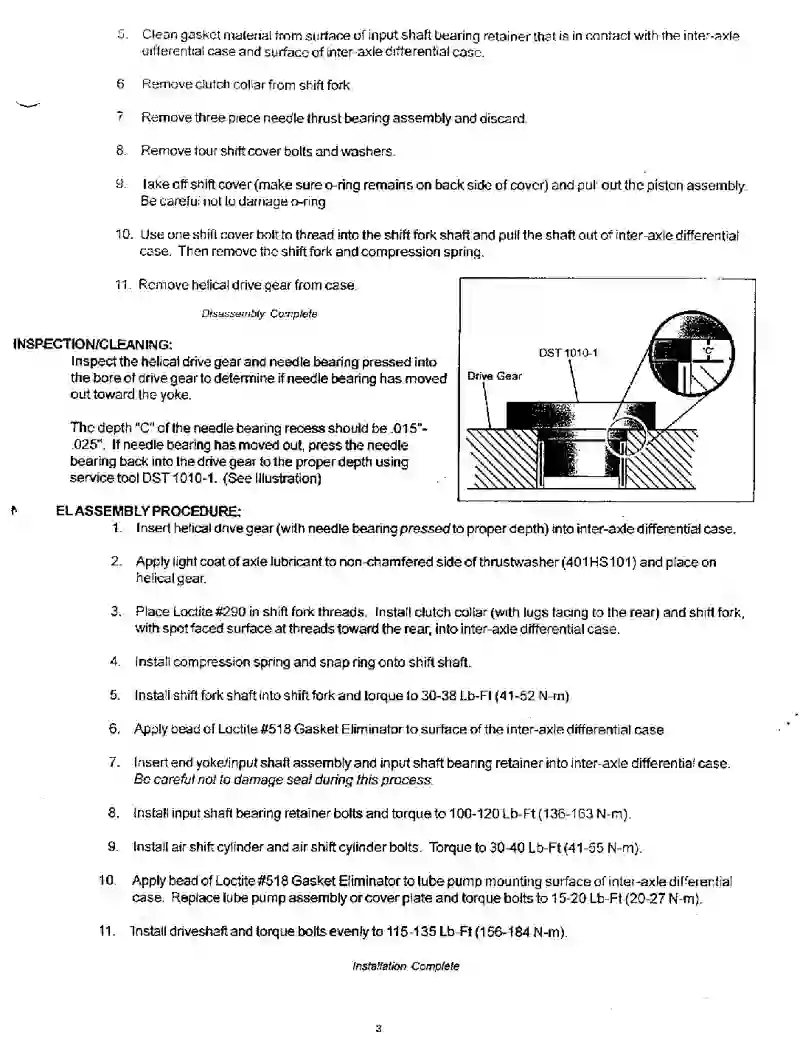 5. Clean gasket material from surface of input shaft bearing retainer that is in contact with the inter-axle
differential case and surface of inter-axle differential case.
6 Remove clutch collar from shift fork
7 Remove three piece needle thrust bearing assembly and discard.
8. Remove four shift cover bolts and washers.
9. Take off shift cover (make sure o-ring remains on back side of cover) and pull out the piston assembly.
Be careful not to damage o-ring
10. Use one shift cover bolt to thread into the shift fork shaft and pull the shaft out of inter-axle differential
case. Then remove the shift fork and compression spring.
11. Remove helical drive gear from case.
Disassembly Complete
INSPECTION/CLEANING:
Inspect the helical drive gear and needle bearing pressed into
the bore of drive gear to determine if needle bearing has moved
out toward the yoke.
The depth "C" of the needle bearing recess should be .015"-
.025". If needle bearing has moved out, press the needle
bearing back into the drive gear to the proper depth using
service tool DST 1010-1. (See Illustration)
DST 1010-1
"C"
Drive Gear
ELASSEMBLY PROCEDURE:
1. Insert helical drive gear (with needle bearing pressed to proper depth) into inter-axle differential case.
2. Apply light coat of axle lubricant to non-chamfered side of thrustwasher (401HS101) and place on
helical gear.
3. Place Loctite #290 in shift fork threads. Install clutch collar (with lugs facing to the rear) and shift fork,
with spot faced surface at threads toward the rear, into inter-axle differential case.
4. Install compression spring and snap ring onto shift shaft.
5. Install shift fork shaft into shift fork and torque to 30-38 Lb-Ft (41-52 N-m)
6. Apply bead of Loctite #518 Gasket Eliminator to surface of the inter-axle differential case
7. Insert end yoke/input shaft assembly and input shaft bearing retainer into inter-axle differential case.
Be careful not to damage seal during this process.
8. Install input shaft bearing retainer bolts and torque to 100-120 Lb-Ft (136-163 N-m).
9. Install air shift cylinder and air shift cylinder bolts. Torque to 30-40 Lb-Ft (41-55 N-m).
10. Apply bead of Loctite #518 Gasket Eliminator to lube pump mounting surface of inter-axle differential
case. Replace lube pump assembly or cover plate and torque bolts to 15-20 Lb-Ft (20-27 N-m).
11. Install driveshaft and torque bolts evenly to 115-135 Lb-Ft (156-184 N-m).
Installation Complete
3